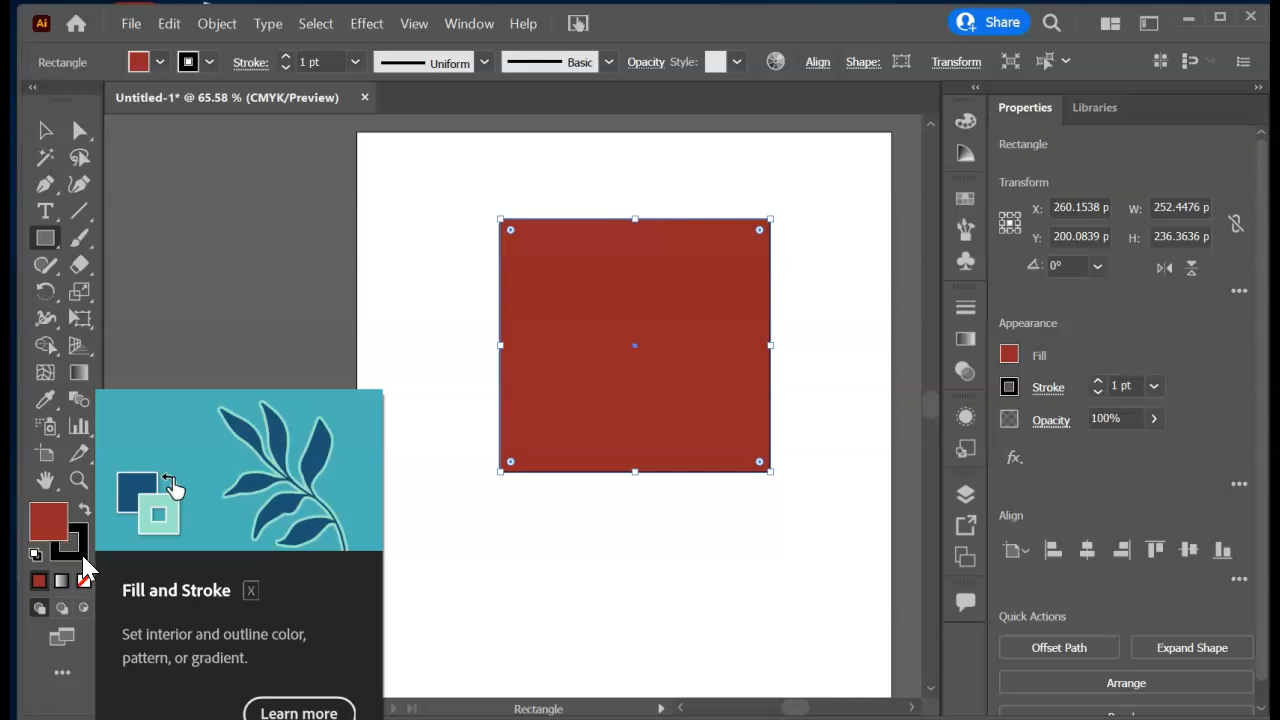 Ai File Edit Object Type Select Effect View Window Help Share
Rectangle Stroke: 1 pt Uniform Basic Opacity Style: Align Shape: Transform
Untitled-1* @ 65.58 % (CMYK/Preview) ×
Properties Libraries
Rectangle
Transform
X: 260.1538 p W: 252.4476 p
Y: 200.0839 p H: 236.3636 p
0°
Appearance
Fill
Stroke 1 pt
Opacity 100%
fx.
Align
Quick Actions
Offset Path Expand Shape
Arrange
Fill and Stroke X
Set interior and outline color,
pattern, or gradient.
Learn more
Rectangle